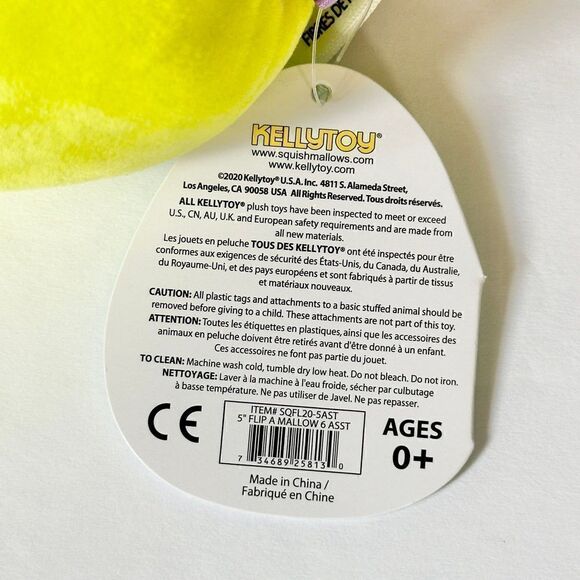 FIBRES DE
KELLYTOY®
www.squishmallows.com
www.kellytoy.com
©2020 Kellytoy® U.S.A. Inc. 4811 S. Alameda Street,
Los Angeles, CA 90058 USA All Rights Reserved. Tous droits réservés.
ALL KELLYTOY® plush toys have been inspected to meet or exceed
U.S., CN, AU, U.K. and European safety requirements and are made from
all new materials.
Les jouets en peluche TOUS DES KELLYTOY® ont été inspectés pour être
conformes aux exigences de sécurité des États-Unis, du Canada, du Australie,
du Royaume-Uni, et des pays européens et sont fabriqués à partir de tissus
et matériaux nouveaux.
CAUTION: All plastic tags and attachments to a basic stuffed animal should be
removed before giving to a child. These attachments are not part of this toy.
ATTENTION: Toutes les étiquettes en plastiques, ainsi que les accessoires des
animaux en peluche doivent être retirés avant d'être donné à un enfant.
Ces accessoires ne font pas partie du jouet.
TO CLEAN: Machine wash cold, tumble dry low heat. Do not bleach. Do not iron.
NETTOYAGE: Laver à la machine à l'eau froide, sécher par culbutage
à basse température. Ne pas utiliser de Javel. Ne pas repasser.
CE
ITEM# SQFL20-5AST
5" FLIP A MALLOW 6 ASST
7 34689 25813 0
AGES
0+
Made in China /
Fabriqué en Chine